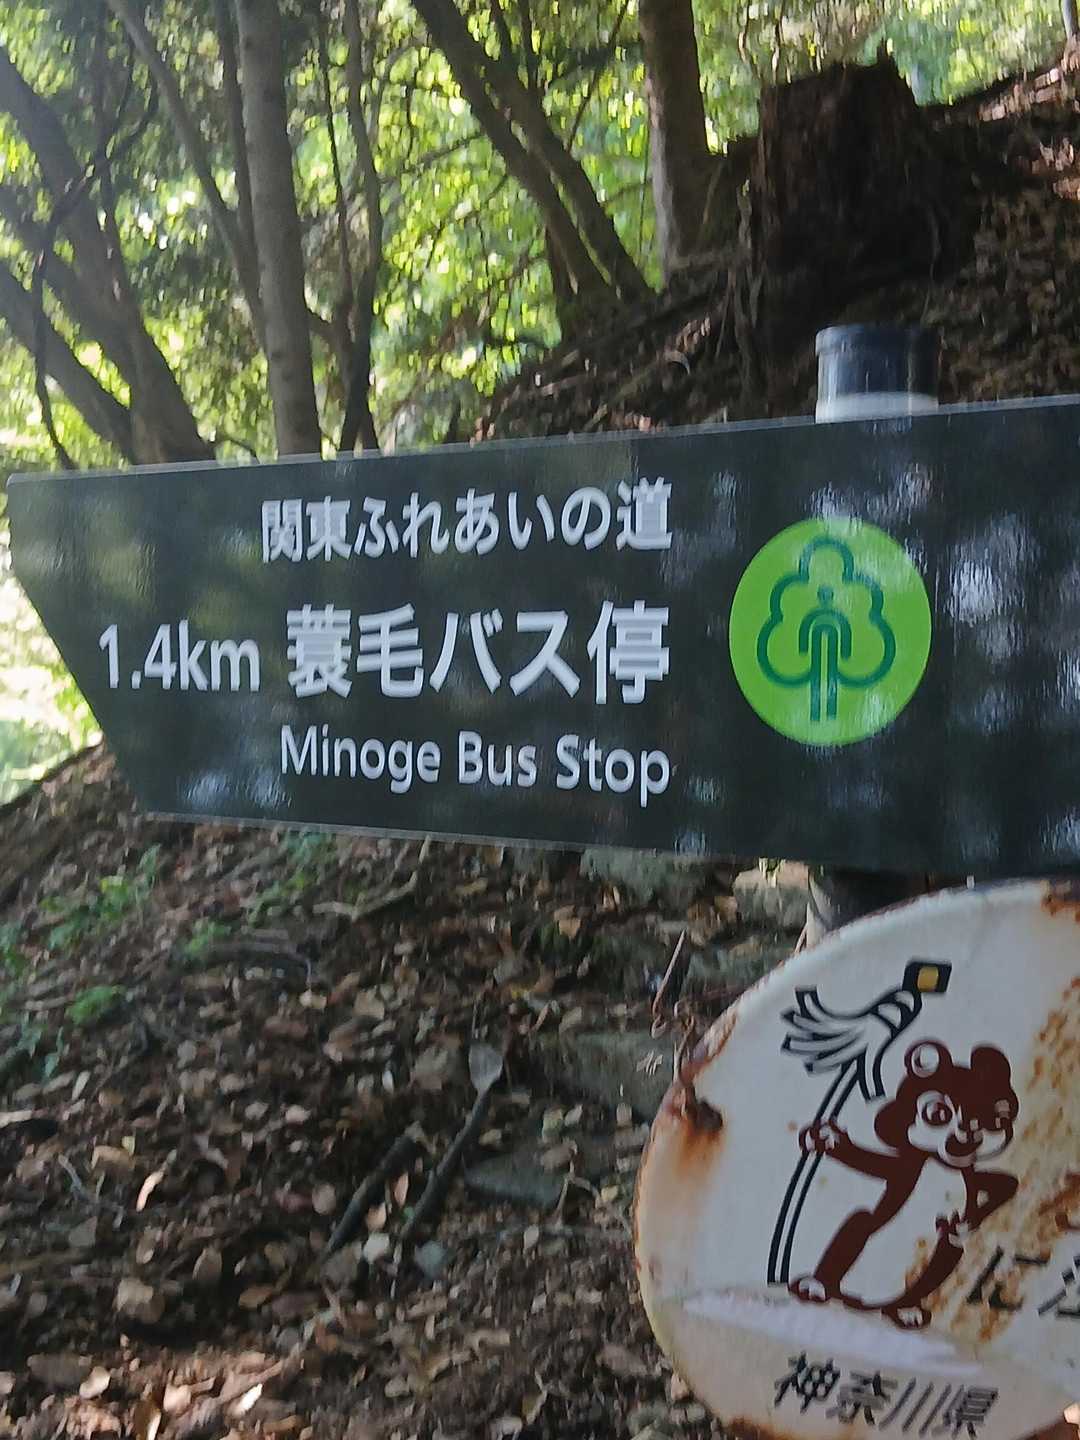 関東ふれあいの道
1.4km 蓑毛バス停
Minoge Bus Stop
に
神奈川県